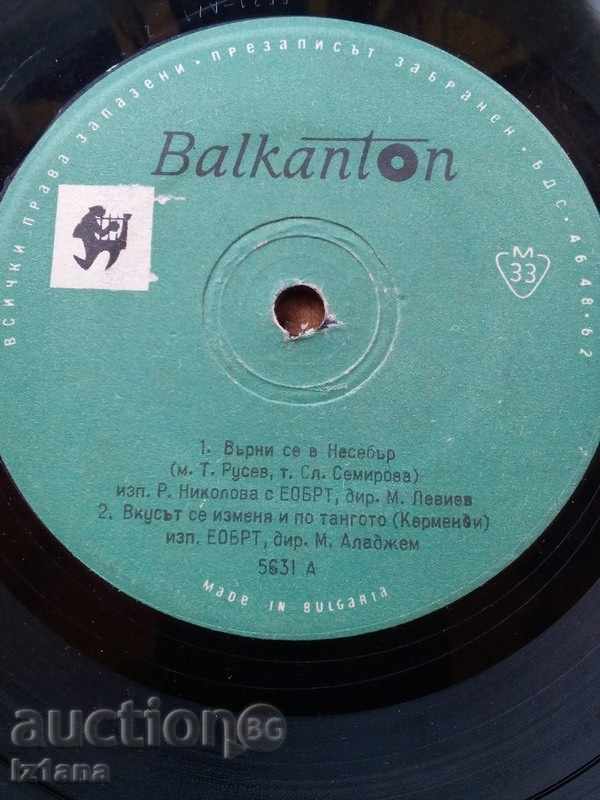 ВСИЧКИ ПРАВА ЗАПАЗЕНИ · ПРЕЗАПИСЪТ ЗАБРАНЕН · БДС · 4648 · 62
Balkanton
M
33
1. Върни се в Несебър
(м. Т. Русев, т. Сл. Семирова)
изп. Р. Николова с ЕОБРТ, дир. М. Левиев
2. Вкусът се изменя и по тангото (Керменди)
изп. ЕОБРТ, дир. М. Аладжем
5631 А
MADE IN BULGARIA
auction BG
Iztana